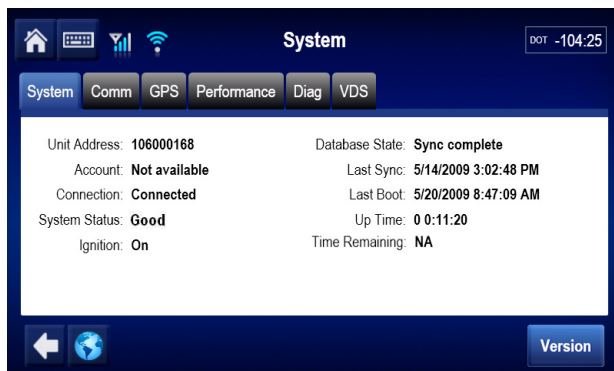 System
DOT -104:25
System Comm GPS Performance Diag VDS
Unit Address: 106000168
Account: Not available
Connection: Connected
System Status: Good
Ignition: On
Database State: Sync complete
Last Sync: 5/14/2009 3:02:48 PM
Last Boot: 5/20/2009 8:47:09 AM
Up Time: 0 0:11:20
Time Remaining: NA
Version